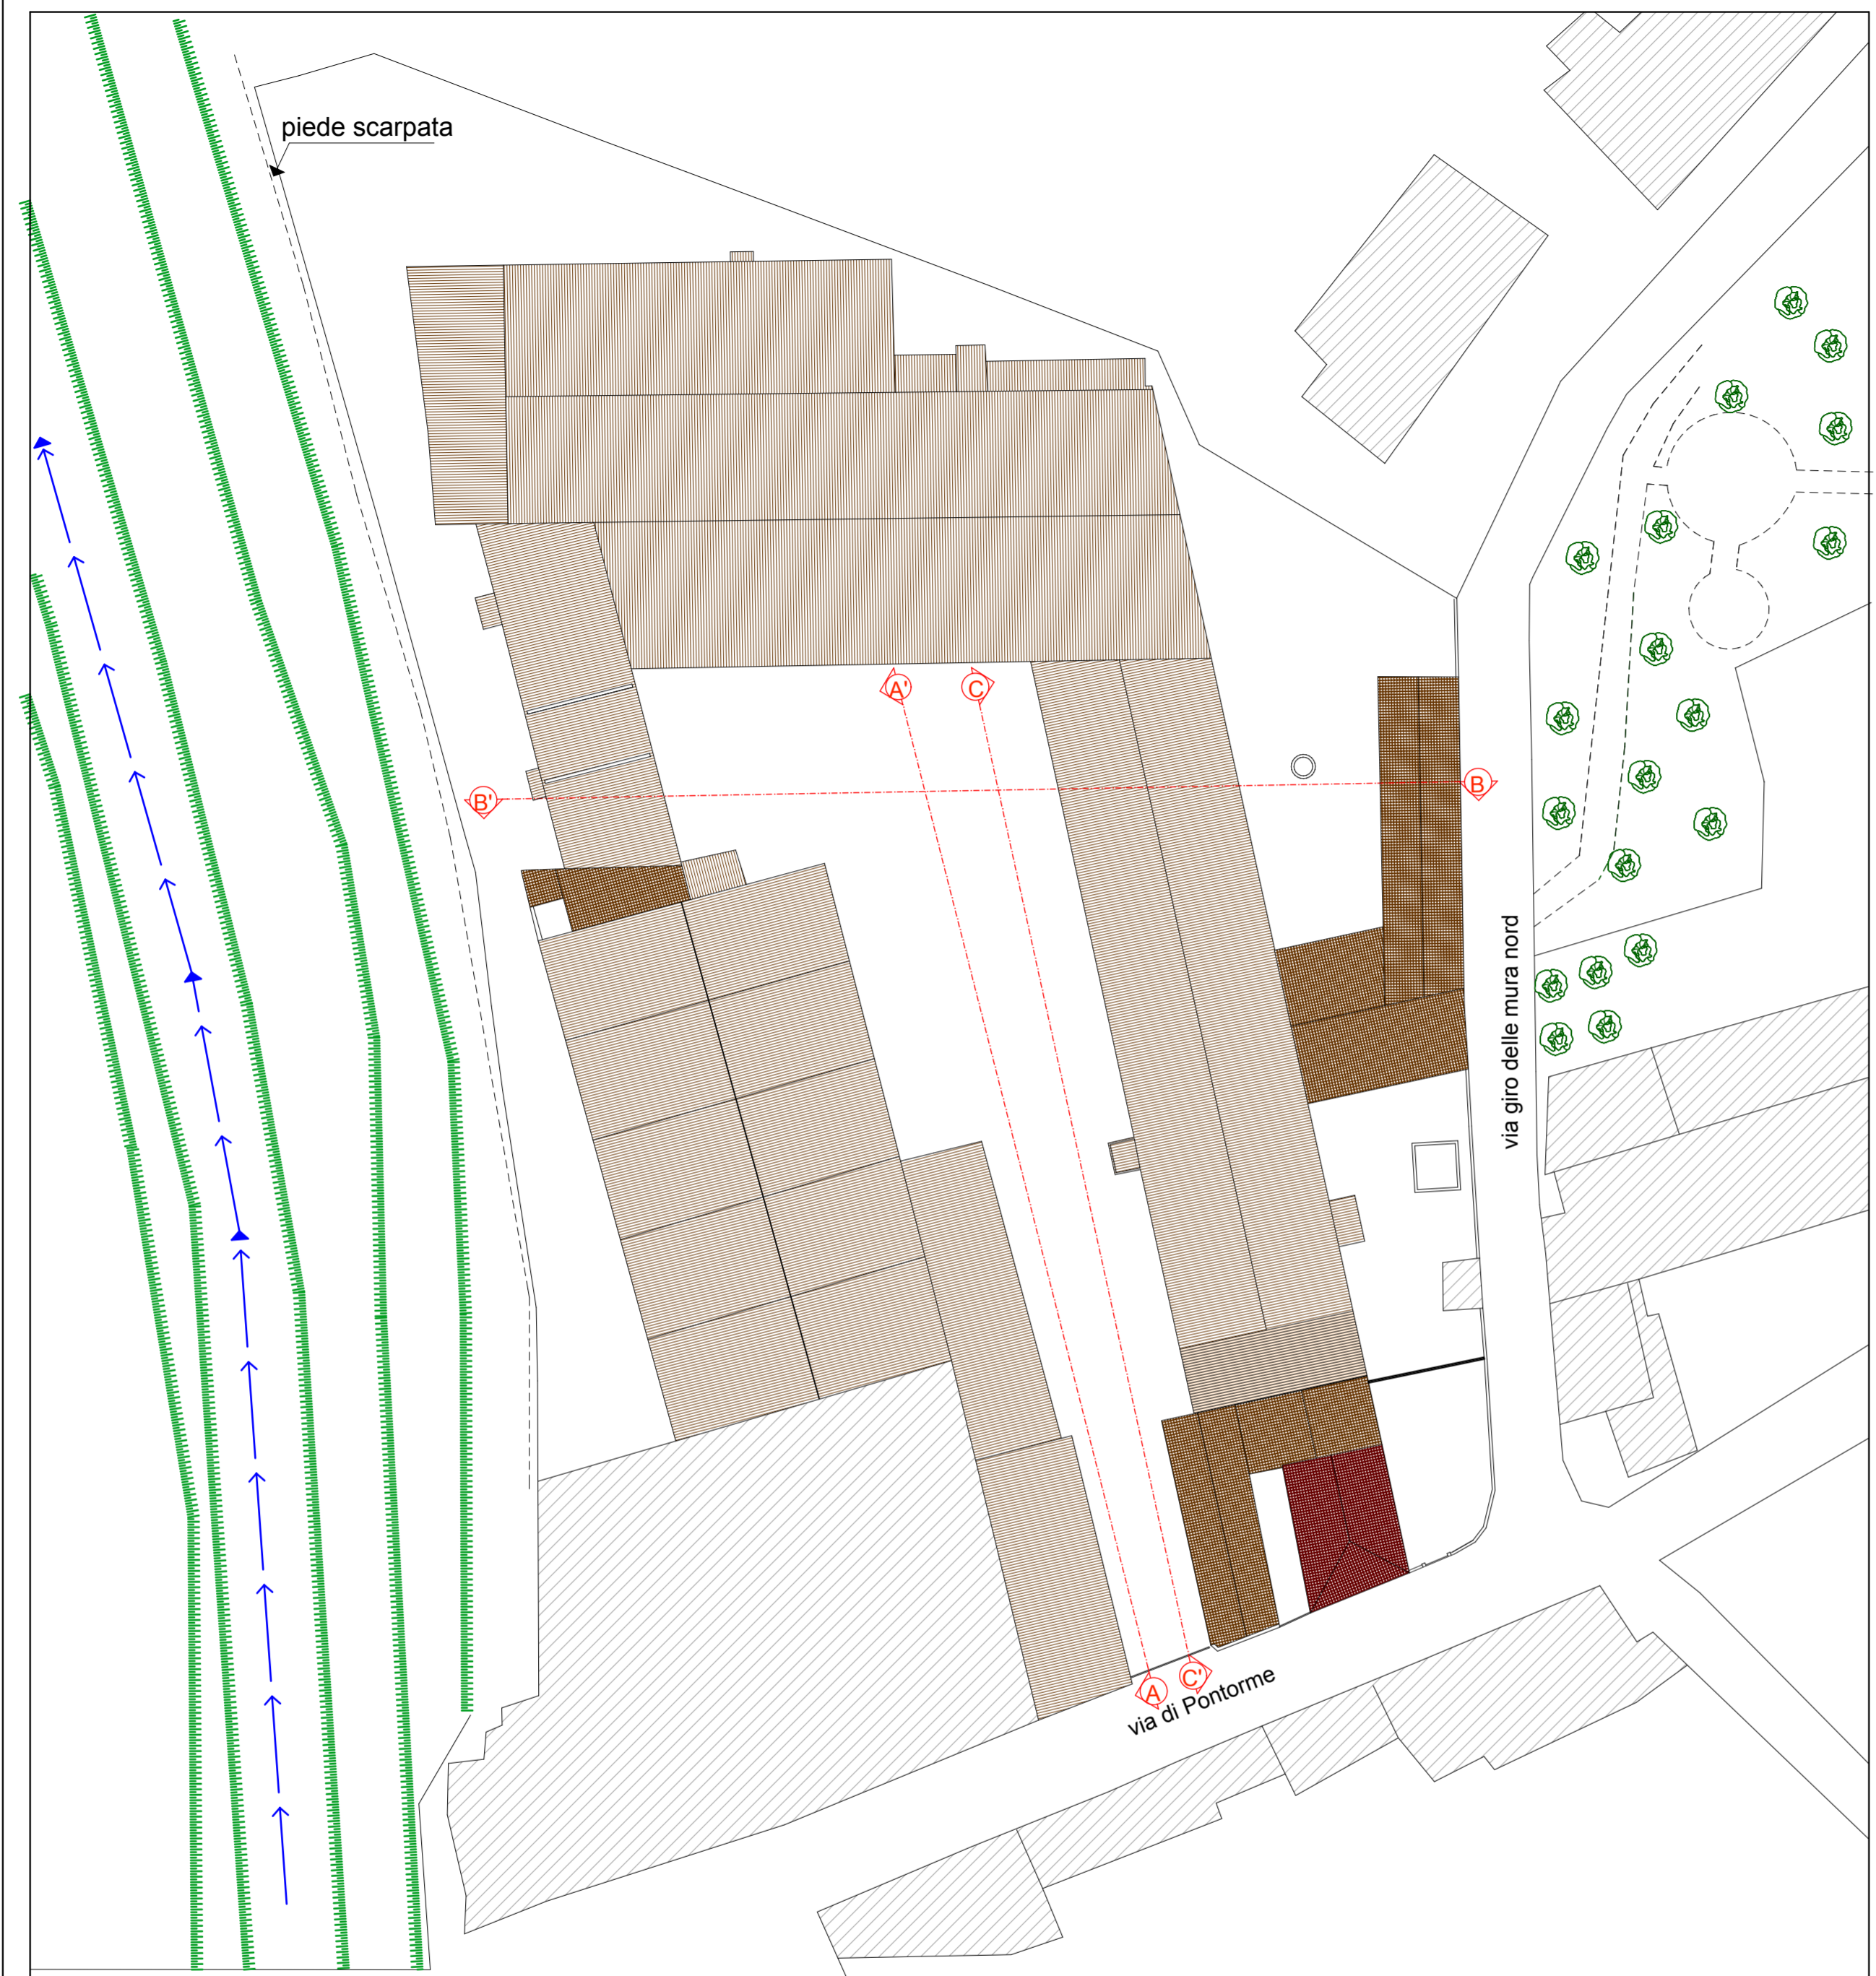 piede scarpata
A'
C
B'
B
via giro delle mura nord
A
C'
via di Pontorme